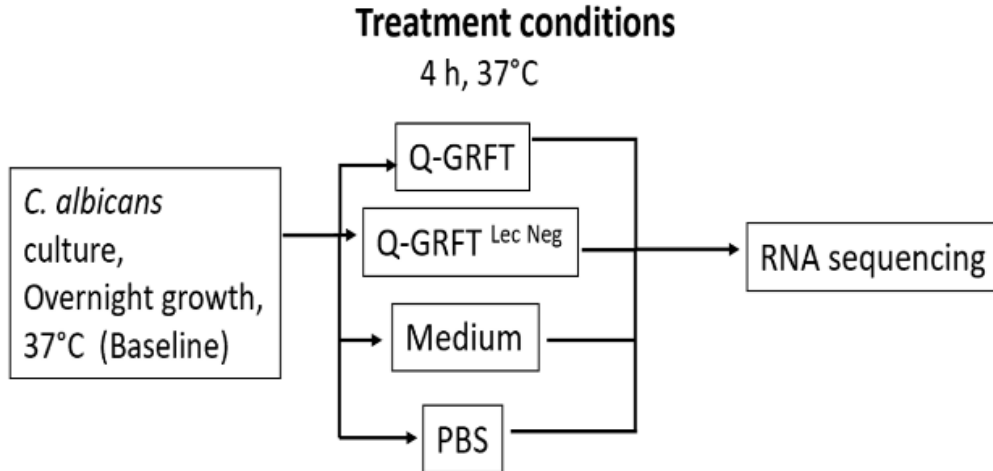 Treatment conditions
4 h, 37°C
C. albicans
culture,
Overnight growth,
37°C (Baseline)
Q-GRFT
Q-GRFT Lec Neg
Medium
PBS
RNA sequencing